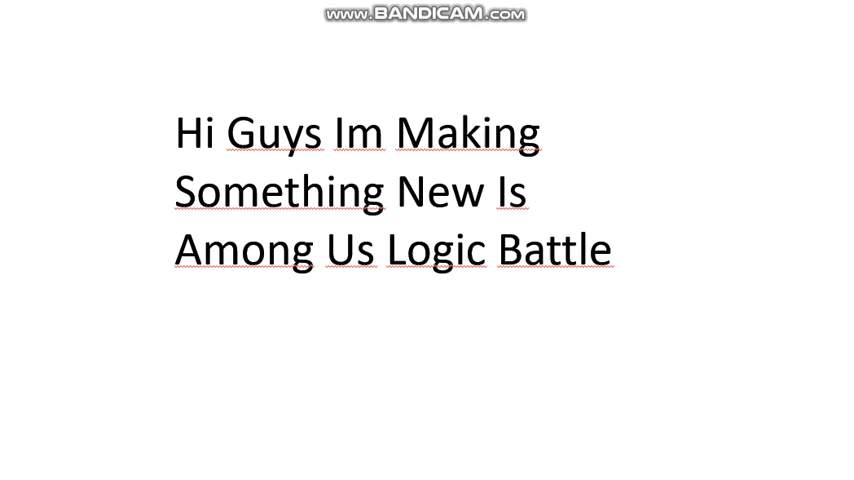 www.BANDICAM.com
Hi Guys Im Making
Something New Is
Among Us Logic Battle